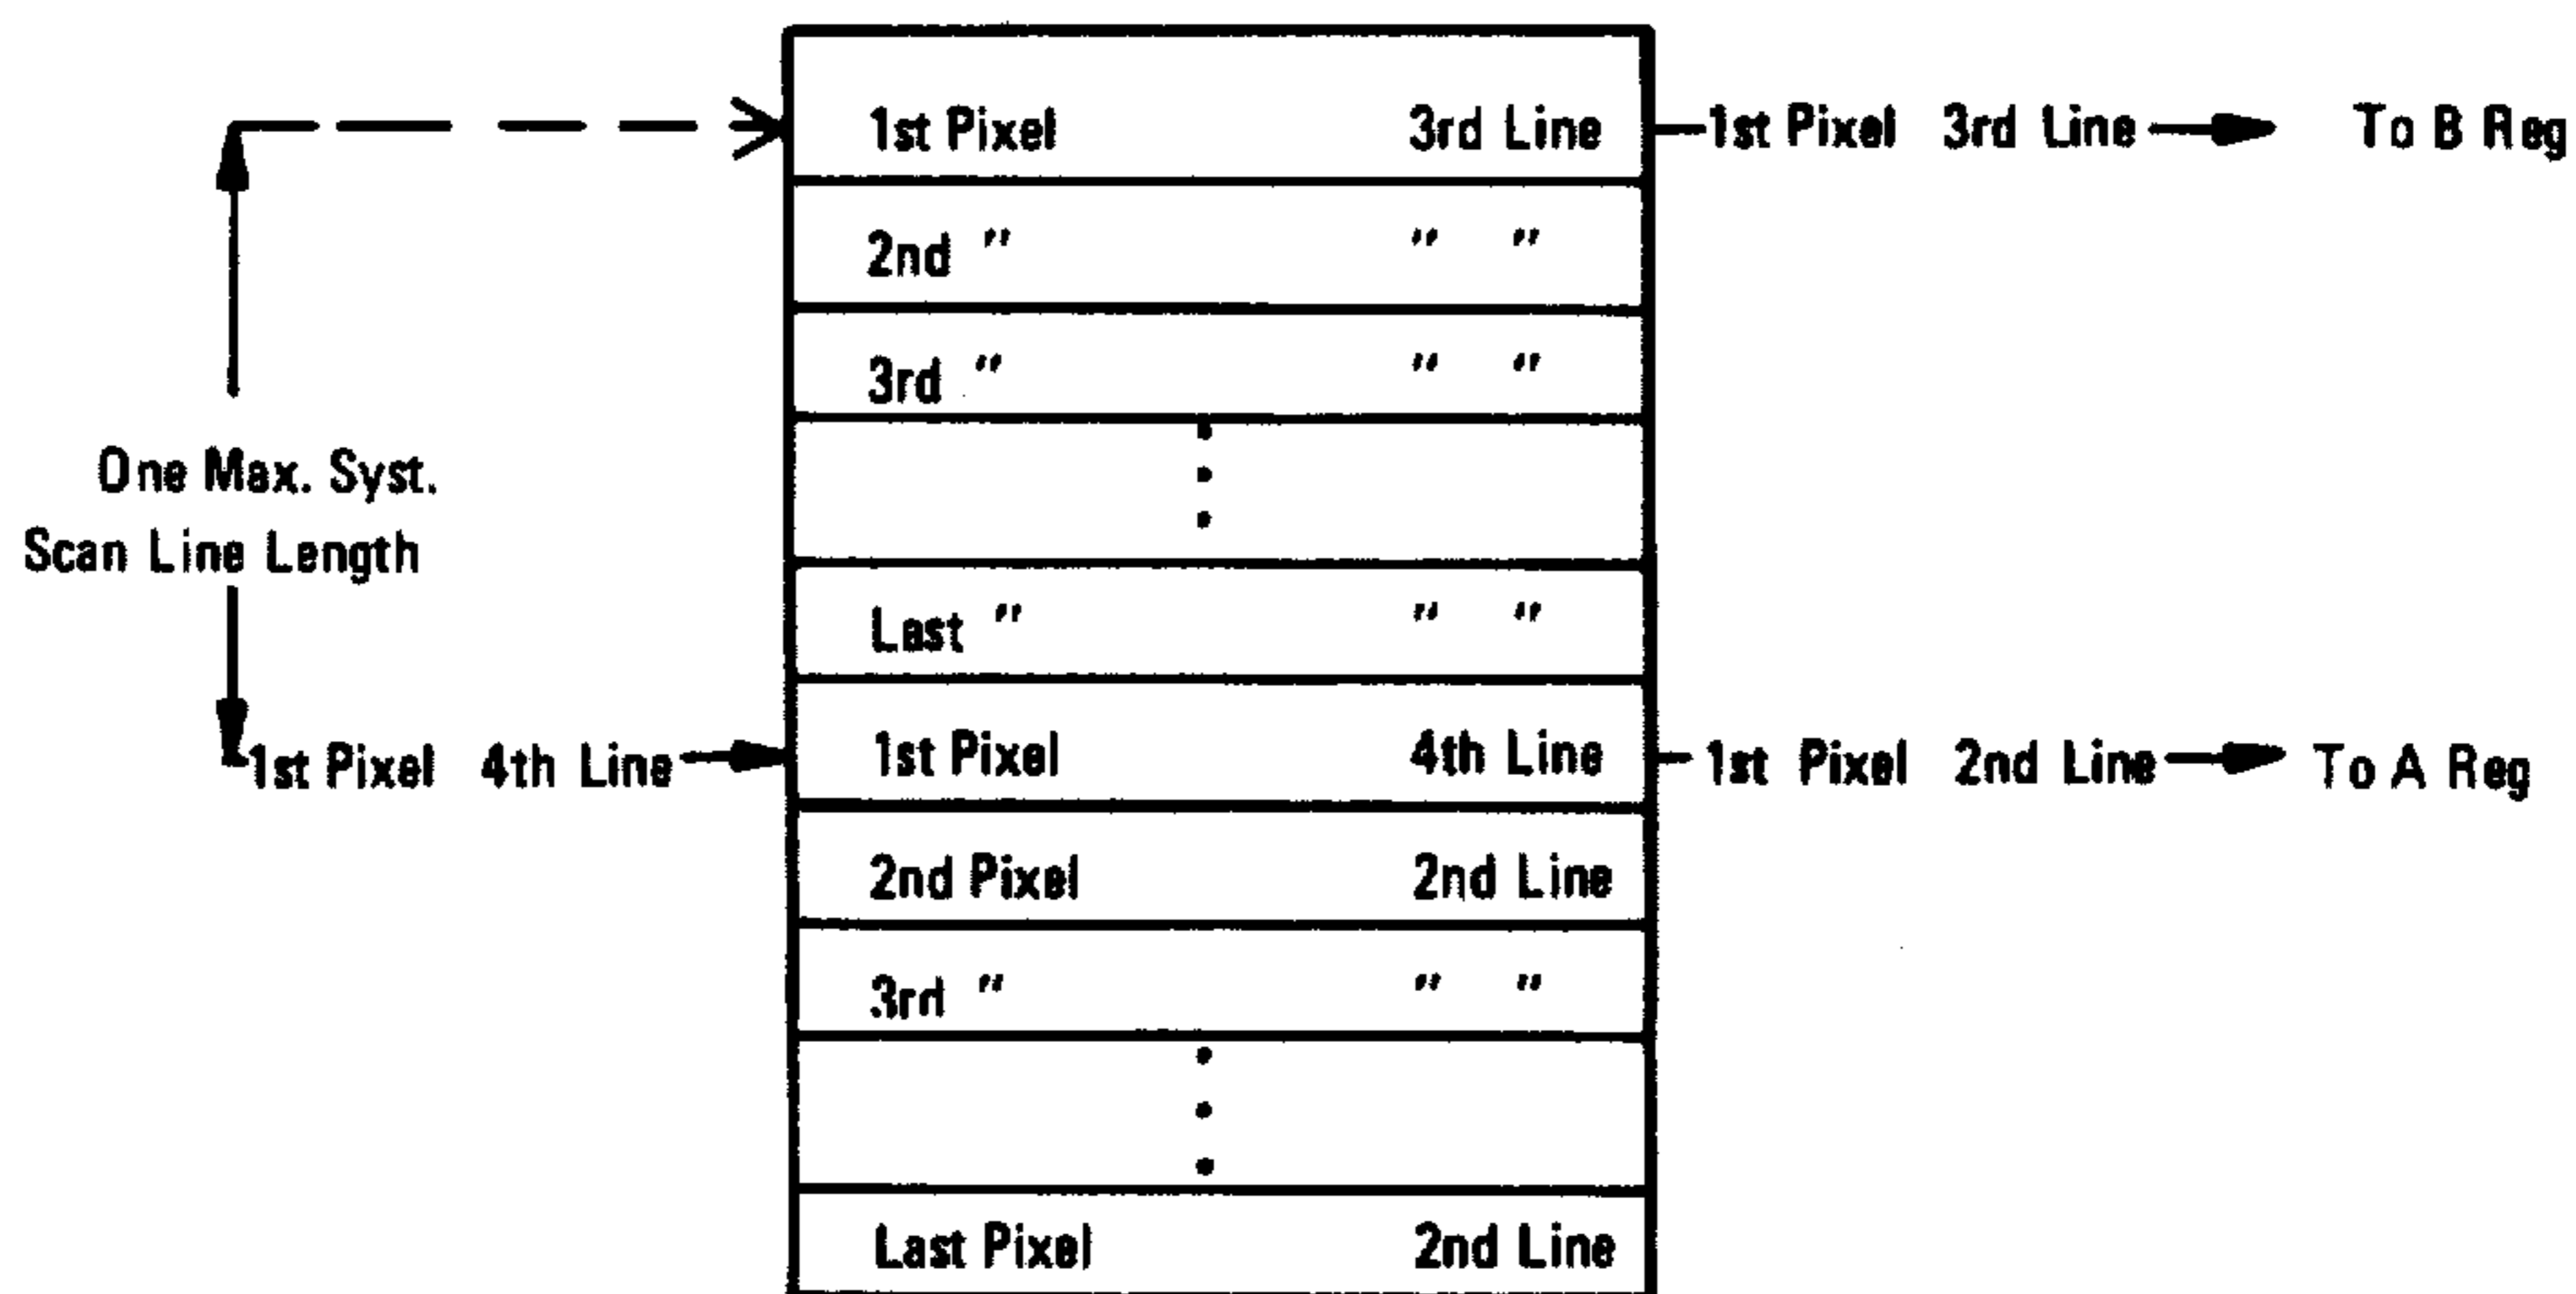 1st Pixel 3rd Line 1st Pixel 3rd Line To B Reg
2nd " " "
3rd " " "
One Max. Syst.
Scan Line Length
Last " " "
1st Pixel 4th Line 1st Pixel 4th Line 1st Pixel 2nd Line To A Reg
2nd Pixel 2nd Line
3rd " " "
Last Pixel 2nd Line